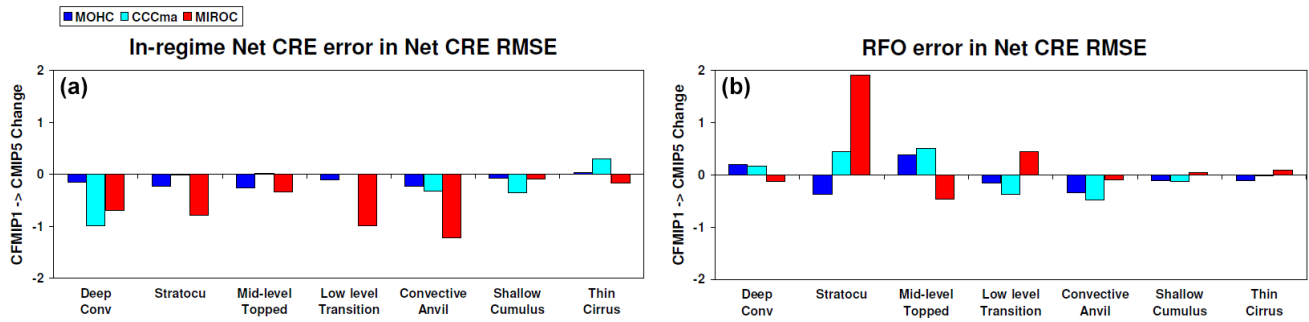 MOHC CCCma MIROC
In-regime Net CRE error in Net CRE RMSE
(a)
CFMIP1 -> CMIP5 Change
2
1
0
-1
-2
Deep Conv
Stratocu
Mid-level Topped
Low level Transition
Convective Anvil
Shallow Cumulus
Thin Cirrus
RFO error in Net CRE RMSE
(b)
CFMIP1 -> CMIP5 Change
2
1
0
-1
-2
Deep Conv
Stratocu
Mid-level Topped
Low level Transition
Convective Anvil
Shallow Cumulus
Thin Cirrus